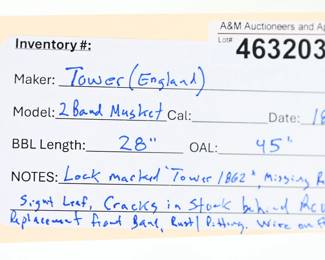 A&M Auctioneers and Ap
Lot#
463203
Inventory #:
Maker: Tower (England)
Model: 2 Band Musket Cal: Date: 18
BBL Length: 28" OAL: 45"
NOTES: Lock marked "Tower 1862", Missing R
Sight Leaf, Cracks in Stock behind
Replacement front Band, Rust/Pitting. Wire on